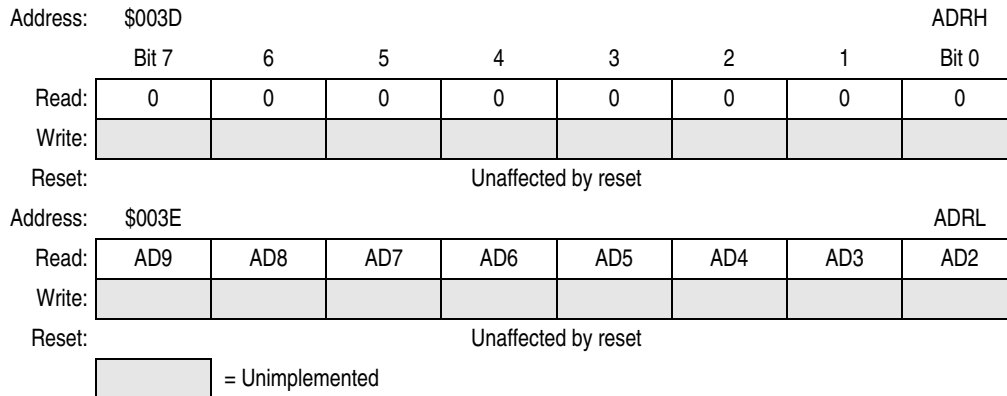 Address: $003D ADRH
Bit 7 6 5 4 3 2 1 Bit 0
Read: 0 0 0 0 0 0 0 0
Write:
Reset: Unaffected by reset
Address: $003E ADRL
Read: AD9 AD8 AD7 AD6 AD5 AD4 AD3 AD2
Write:
Reset: Unaffected by reset
= Unimplemented